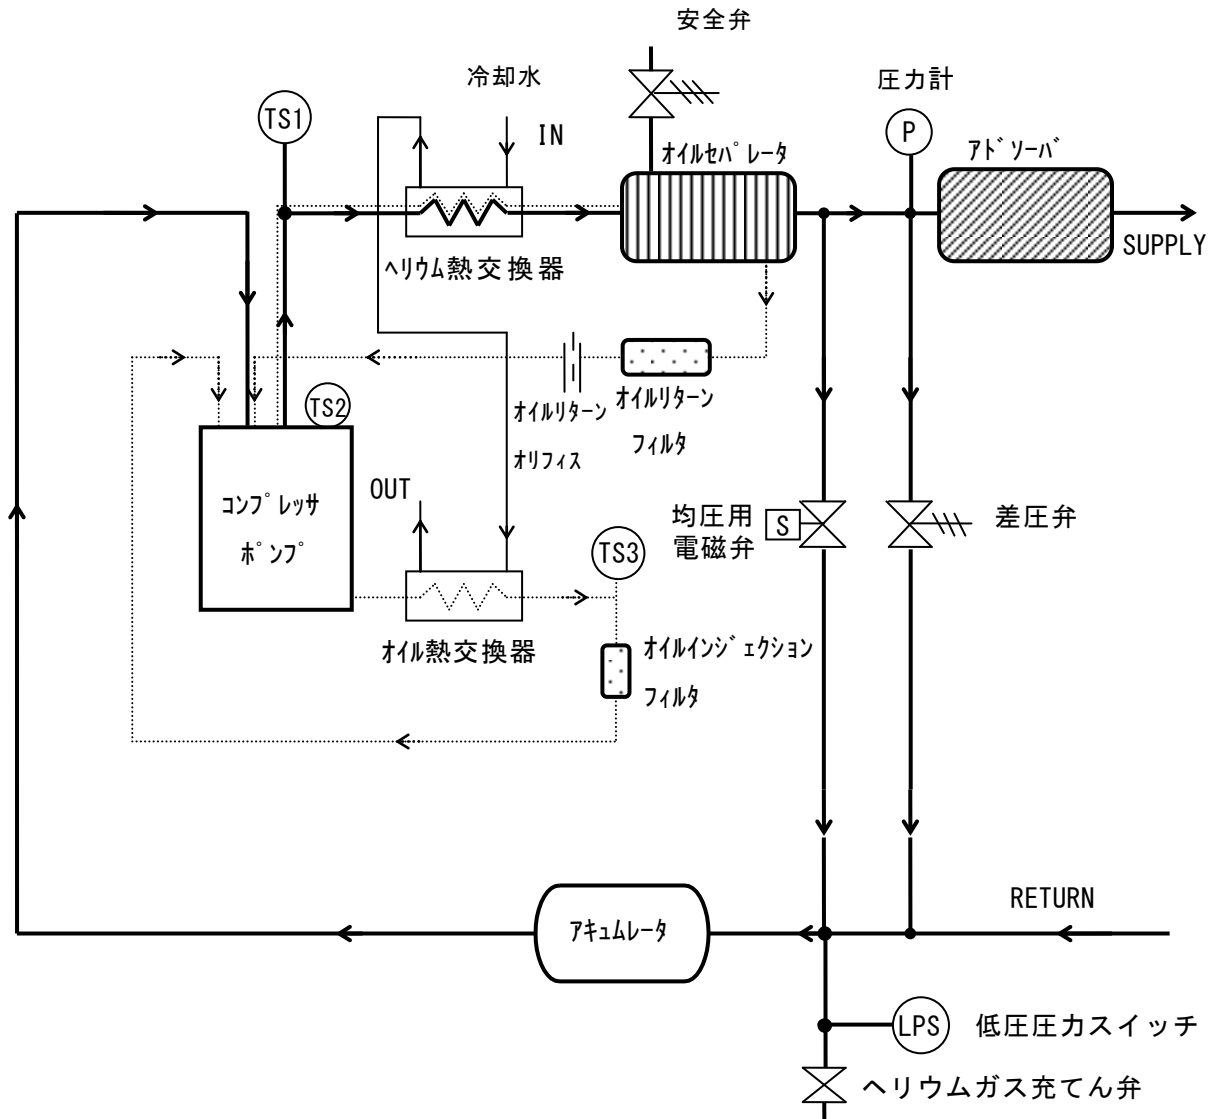 安全弁
冷却水
圧力計
TS1
IN
P
ｵｲﾙｾﾊﾟﾚｰﾀ
ｱﾄﾞｿｰﾊﾞ
SUPPLY
ﾍﾘｳﾑ熱交換器
TS2
ｵｲﾙﾘﾀｰﾝ
ｵﾘﾌｨｽ
ｵｲﾙﾘﾀｰﾝ
ﾌｨﾙﾀ
ｺﾝﾌﾟﾚｯｻ
ﾎﾟﾝﾌﾟ
OUT
均圧用
電磁弁
S
差圧弁
TS3
ｵｲﾙ熱交換器
ｵｲﾙｲﾝｼﾞｪｸｼｮﾝ
ﾌｨﾙﾀ
RETURN
ｱｷｭﾑﾚｰﾀ
LPS
低圧圧力スイッチ
ヘリウムガス充てん弁